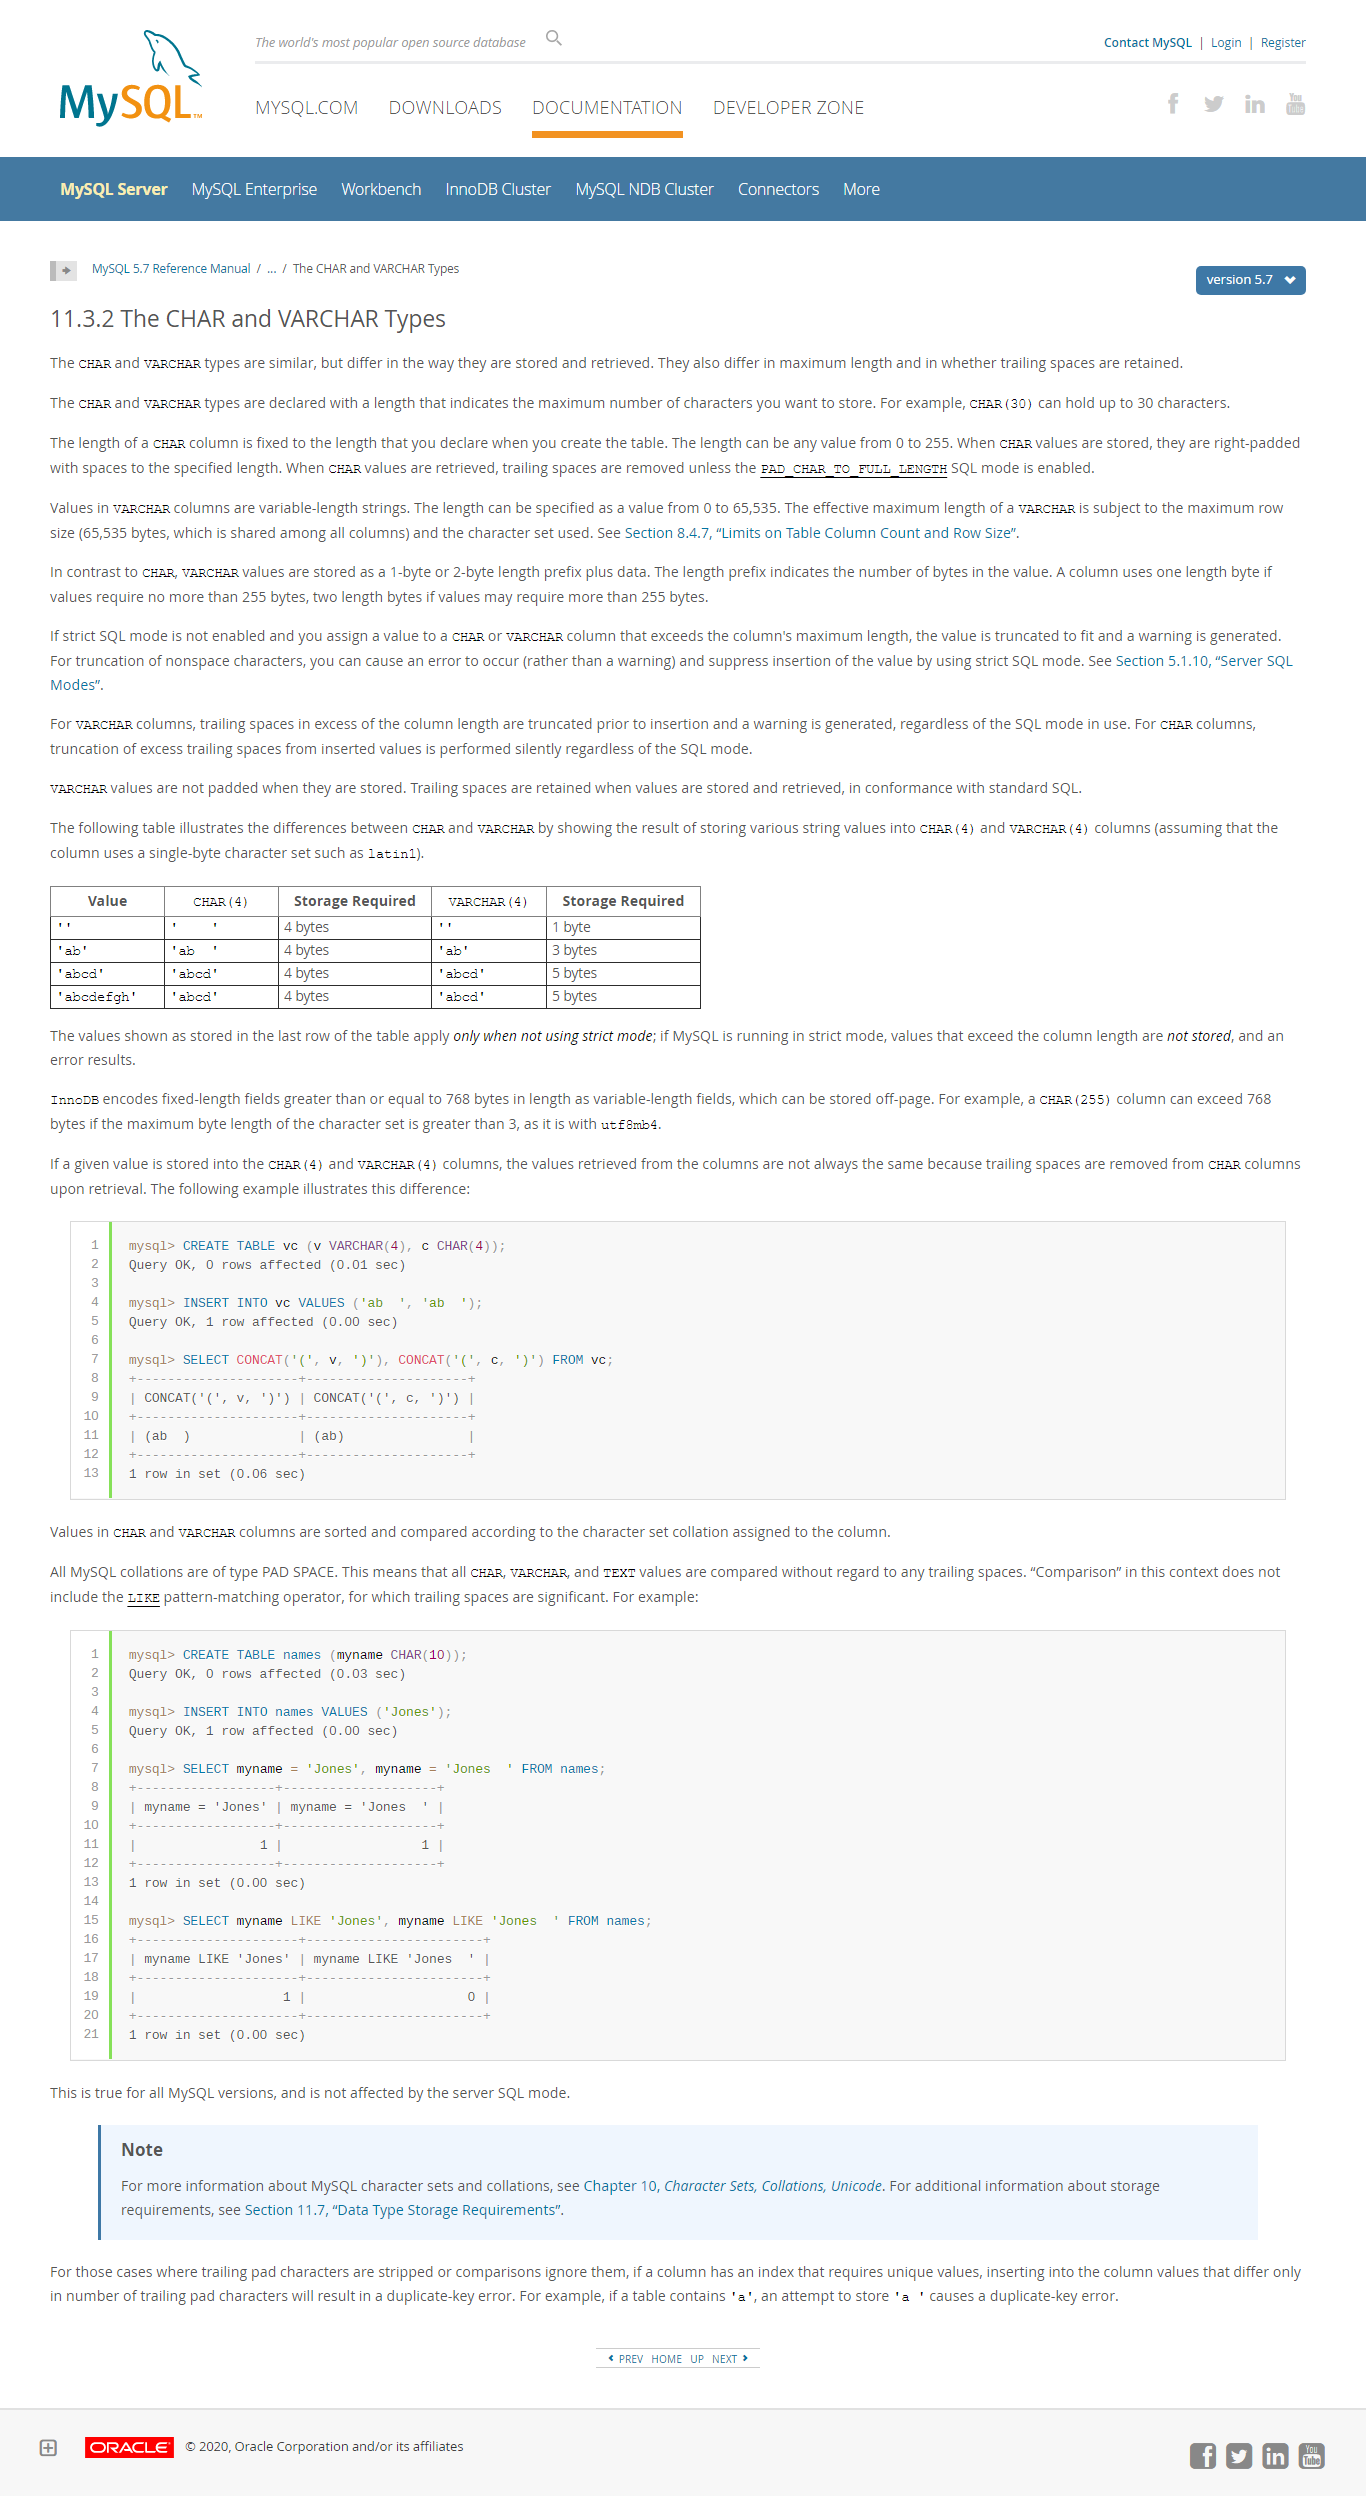 The world's most popular open source database
Contact MySQL | Login | Register
MySQL™
MYSQL.COM DOWNLOADS DOCUMENTATION DEVELOPER ZONE
You Tube
MySQL Server MySQL Enterprise Workbench InnoDB Cluster MySQL NDB Cluster Connectors More
MySQL 5.7 Reference Manual / ... / The CHAR and VARCHAR Types
version 5.7
11.3.2 The CHAR and VARCHAR Types
The CHAR and VARCHAR types are similar, but differ in the way they are stored and retrieved. They also differ in maximum length and in whether trailing spaces are retained.
The CHAR and VARCHAR types are declared with a length that indicates the maximum number of characters you want to store. For example, CHAR(30) can hold up to 30 characters.
The length of a CHAR column is fixed to the length that you declare when you create the table. The length can be any value from 0 to 255. When CHAR values are stored, they are right-padded
with spaces to the specified length. When CHAR values are retrieved, trailing spaces are removed unless the PAD_CHAR_TO_FULL_LENGTH SQL mode is enabled.
Values in VARCHAR columns are variable-length strings. The length can be specified as a value from 0 to 65,535. The effective maximum length of a VARCHAR is subject to the maximum row
size (65,535 bytes, which is shared among all columns) and the character set used. See Section 8.4.7, “Limits on Table Column Count and Row Size”.
In contrast to CHAR, VARCHAR values are stored as a 1-byte or 2-byte length prefix plus data. The length prefix indicates the number of bytes in the value. A column uses one length byte if
values require no more than 255 bytes, two length bytes if values may require more than 255 bytes.
If strict SQL mode is not enabled and you assign a value to a CHAR or VARCHAR column that exceeds the column's maximum length, the value is truncated to fit and a warning is generated.
For truncation of nonspace characters, you can cause an error to occur (rather than a warning) and suppress insertion of the value by using strict SQL mode. See Section 5.1.10, “Server SQL
Modes”.
For VARCHAR columns, trailing spaces in excess of the column length are truncated prior to insertion and a warning is generated, regardless of the SQL mode in use. For CHAR columns,
truncation of excess trailing spaces from inserted values is performed silently regardless of the SQL mode.
VARCHAR values are not padded when they are stored. Trailing spaces are retained when values are stored and retrieved, in conformance with standard SQL.
The following table illustrates the differences between CHAR and VARCHAR by showing the result of storing various string values into CHAR(4) and VARCHAR(4) columns (assuming that the
column uses a single-byte character set such as latin1).
Value CHAR(4) Storage Required VARCHAR(4) Storage Required
'' '    ' 4 bytes '' 1 byte
'ab' 'ab  ' 4 bytes 'ab' 3 bytes
'abcd' 'abcd' 4 bytes 'abcd' 5 bytes
'abcdefgh' 'abcd' 4 bytes 'abcd' 5 bytes
The values shown as stored in the last row of the table apply only when not using strict mode; if MySQL is running in strict mode, values that exceed the column length are not stored, and an
error results.
InnoDB encodes fixed-length fields greater than or equal to 768 bytes in length as variable-length fields, which can be stored off-page. For example, a CHAR(255) column can exceed 768
bytes if the maximum byte length of the character set is greater than 3, as it is with utf8mb4.
If a given value is stored into the CHAR(4) and VARCHAR(4) columns, the values retrieved from the columns are not always the same because trailing spaces are removed from CHAR columns
upon retrieval. The following example illustrates this difference:
1 mysql> CREATE TABLE vc (v VARCHAR(4), c CHAR(4));
2 Query OK, 0 rows affected (0.01 sec)
3
4 mysql> INSERT INTO vc VALUES ('ab  ', 'ab  ');
5 Query OK, 1 row affected (0.00 sec)
6
7 mysql> SELECT CONCAT('(', v, ')'), CONCAT('(', c, ')') FROM vc;
8 +---------------------+---------------------+
9 | CONCAT('(', v, ')') | CONCAT('(', c, ')') |
10 +---------------------+---------------------+
11 | (ab  )              | (ab)                |
12 +---------------------+---------------------+
13 1 row in set (0.06 sec)
Values in CHAR and VARCHAR columns are sorted and compared according to the character set collation assigned to the column.
All MySQL collations are of type PAD SPACE. This means that all CHAR, VARCHAR, and TEXT values are compared without regard to any trailing spaces. “Comparison” in this context does not
include the LIKE pattern-matching operator, for which trailing spaces are significant. For example:
1 mysql> CREATE TABLE names (myname CHAR(10));
2 Query OK, 0 rows affected (0.03 sec)
3
4 mysql> INSERT INTO names VALUES ('Jones');
5 Query OK, 1 row affected (0.00 sec)
6
7 mysql> SELECT myname = 'Jones', myname = 'Jones  ' FROM names;
8 +------------------+--------------------+
9 | myname = 'Jones' | myname = 'Jones  ' |
10 +------------------+--------------------+
11 |                1 |                  1 |
12 +------------------+--------------------+
13 1 row in set (0.00 sec)
14
15 mysql> SELECT myname LIKE 'Jones', myname LIKE 'Jones  ' FROM names;
16 +---------------------+-----------------------+
17 | myname LIKE 'Jones' | myname LIKE 'Jones  ' |
18 +---------------------+-----------------------+
19 |                   1 |                     0 |
20 +---------------------+-----------------------+
21 1 row in set (0.00 sec)
This is true for all MySQL versions, and is not affected by the server SQL mode.
Note
For more information about MySQL character sets and collations, see Chapter 10, Character Sets, Collations, Unicode. For additional information about storage
requirements, see Section 11.7, “Data Type Storage Requirements”.
For those cases where trailing pad characters are stripped or comparisons ignore them, if a column has an index that requires unique values, inserting into the column values that differ only
in number of trailing pad characters will result in a duplicate-key error. For example, if a table contains 'a', an attempt to store 'a ' causes a duplicate-key error.
PREV HOME UP NEXT
ORACLE © 2020, Oracle Corporation and/or its affiliates
You Tube